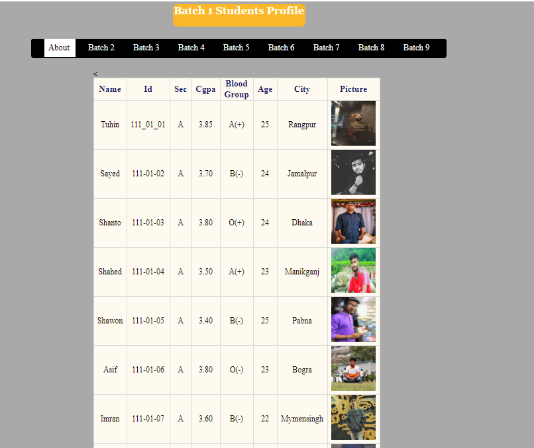 Batch 1 Students Profile
About Batch 2 Batch 3 Batch 4 Batch 5 Batch 6 Batch 7 Batch 8 Batch 9
<
Name Id Sec Cgpa Blood Group Age City Picture
Tuhin 111_01_01 A 3.85 A(+) 25 Rangpur
Sayed 111-01-02 A 3.70 B(-) 24 Jamalpur
Shanto 111-01-03 A 3.80 O(+) 24 Dhaka
Shahed 111-01-04 A 3.50 A(+) 23 Manikganj
Shawon 111-01-05 A 3.40 B(-) 25 Pabna
Asif 111-01-06 A 3.80 O(-) 23 Bogra
Imran 111-01-07 A 3.60 B(-) 22 Mymensingh